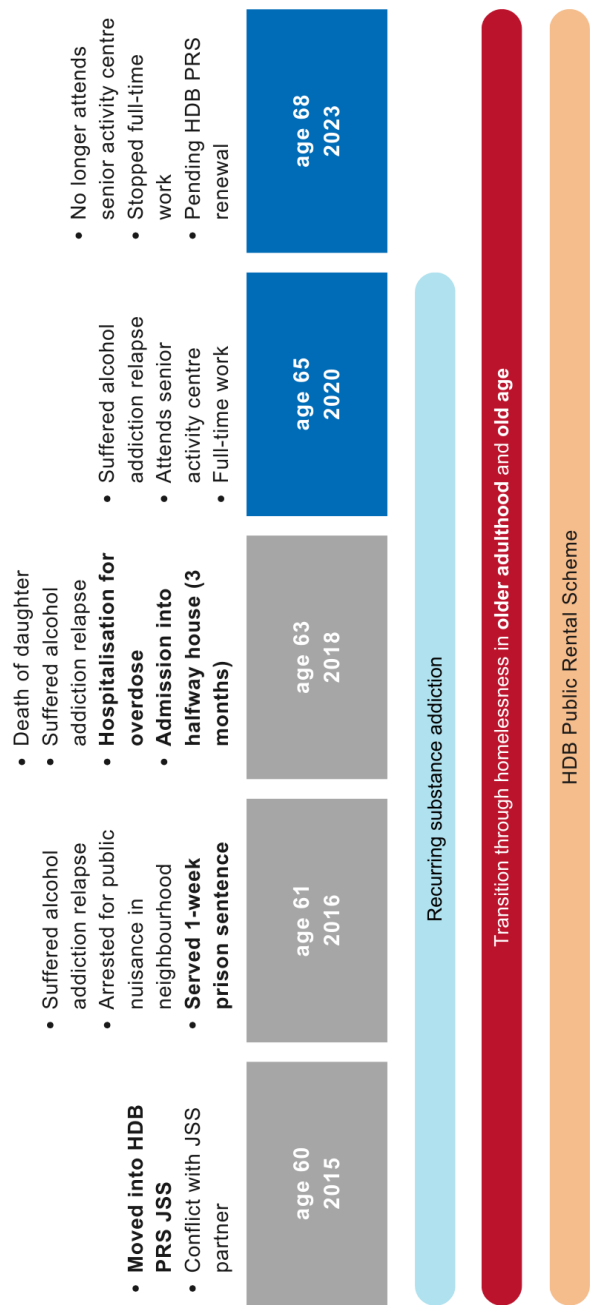 • Moved into HDB
PRS JSS
• Conflict with JSS
partner
age 60
2015
• Suffered alcohol
addiction relapse
• Arrested for public
nuisance in
neighbourhood
• Served 1-week
prison sentence
age 61
2016
• Death of daughter
• Suffered alcohol
addiction relapse
• Hospitalisation for
overdose
• Admission into
halfway house (3
months)
age 63
2018
• Suffered alcohol
addiction relapse
• Attends senior
activity centre
• Full-time work
age 65
2020
• No longer attends
senior activity centre
• Stopped full-time
work
• Pending HDB PRS
renewal
age 68
2023
Recurring substance addiction
Transition through homelessness in older adulthood and old age
HDB Public Rental Scheme